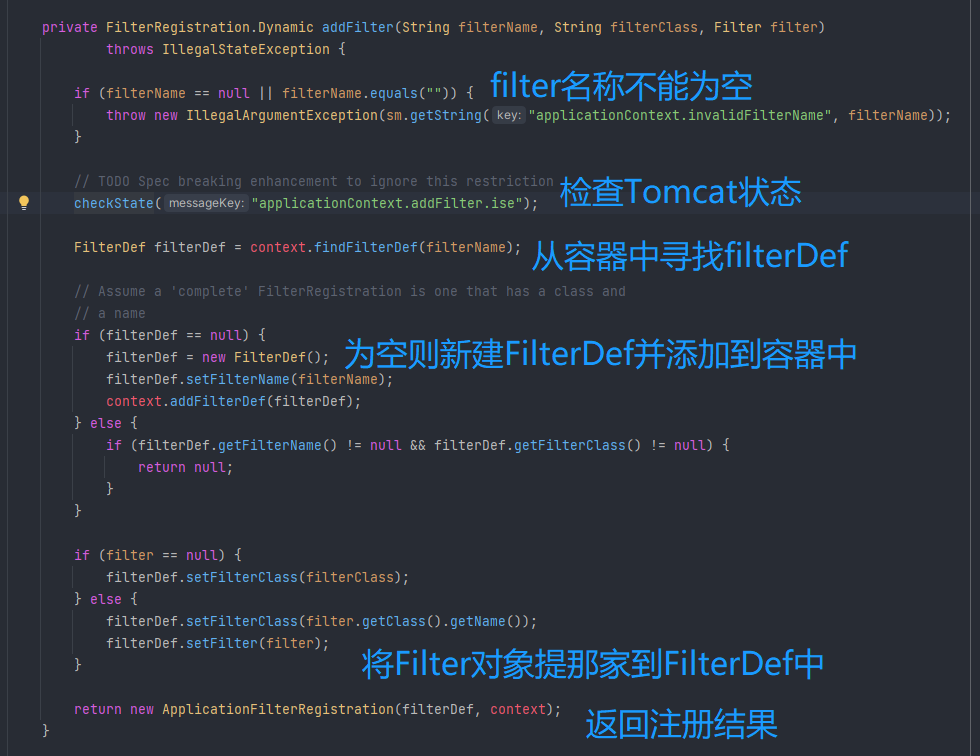 private FilterRegistration.Dynamic addFilter(String filterName, String filterClass, Filter filter)
throws IllegalStateException {
if (filterName == null || filterName.equals("")) { filter名称不能为空
throw new IllegalArgumentException(sm.getString( key: "applicationContext.invalidFilterName", filterName));
}
// TODO Spec breaking enhancement to ignore this restriction
checkState( messageKey: "applicationContext.addFilter.ise"); 检查Tomcat状态
FilterDef filterDef = context.findFilterDef(filterName); 从容器中寻找filterDef
// Assume a 'complete' FilterRegistration is one that has a class and
// a name
if (filterDef == null) {
filterDef = new FilterDef(); 为空则新建FilterDef并添加到容器中
filterDef.setFilterName(filterName);
context.addFilterDef(filterDef);
} else {
if (filterDef.getFilterName() != null && filterDef.getFilterClass() != null) {
return null;
}
}
if (filter == null) {
filterDef.setFilterClass(filterClass);
} else {
filterDef.setFilterClass(filter.getClass().getName());
filterDef.setFilter(filter);
} 将Filter对象提那家到FilterDef中
return new ApplicationFilterRegistration(filterDef, context); 返回注册结果
}